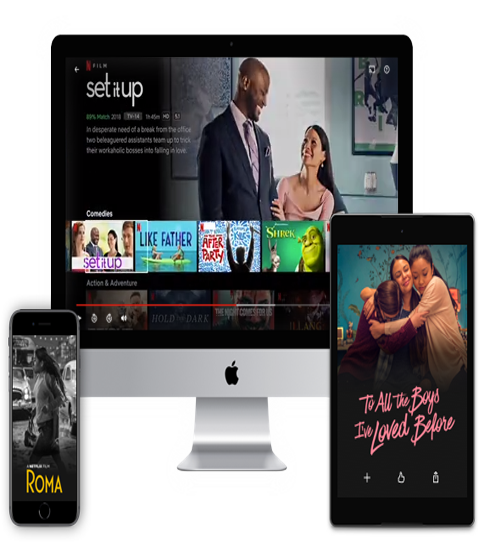 N FILM
set it up
89% Match 2018 TV-14 1h 45m HD 5.1
In desperate need of a break from the office,
two beleaguered assistants team up to trick
their workaholic bosses into falling in love.
Comedies
set it up
LIKE FATHER
THE
AFTER
PARTY
SHREK
Action & Adventure
HOLD THE DARK
THE NIGHT COMES FOR US
To All the Boys
I've Loved Before
A NETFLIX FILM
ROMA